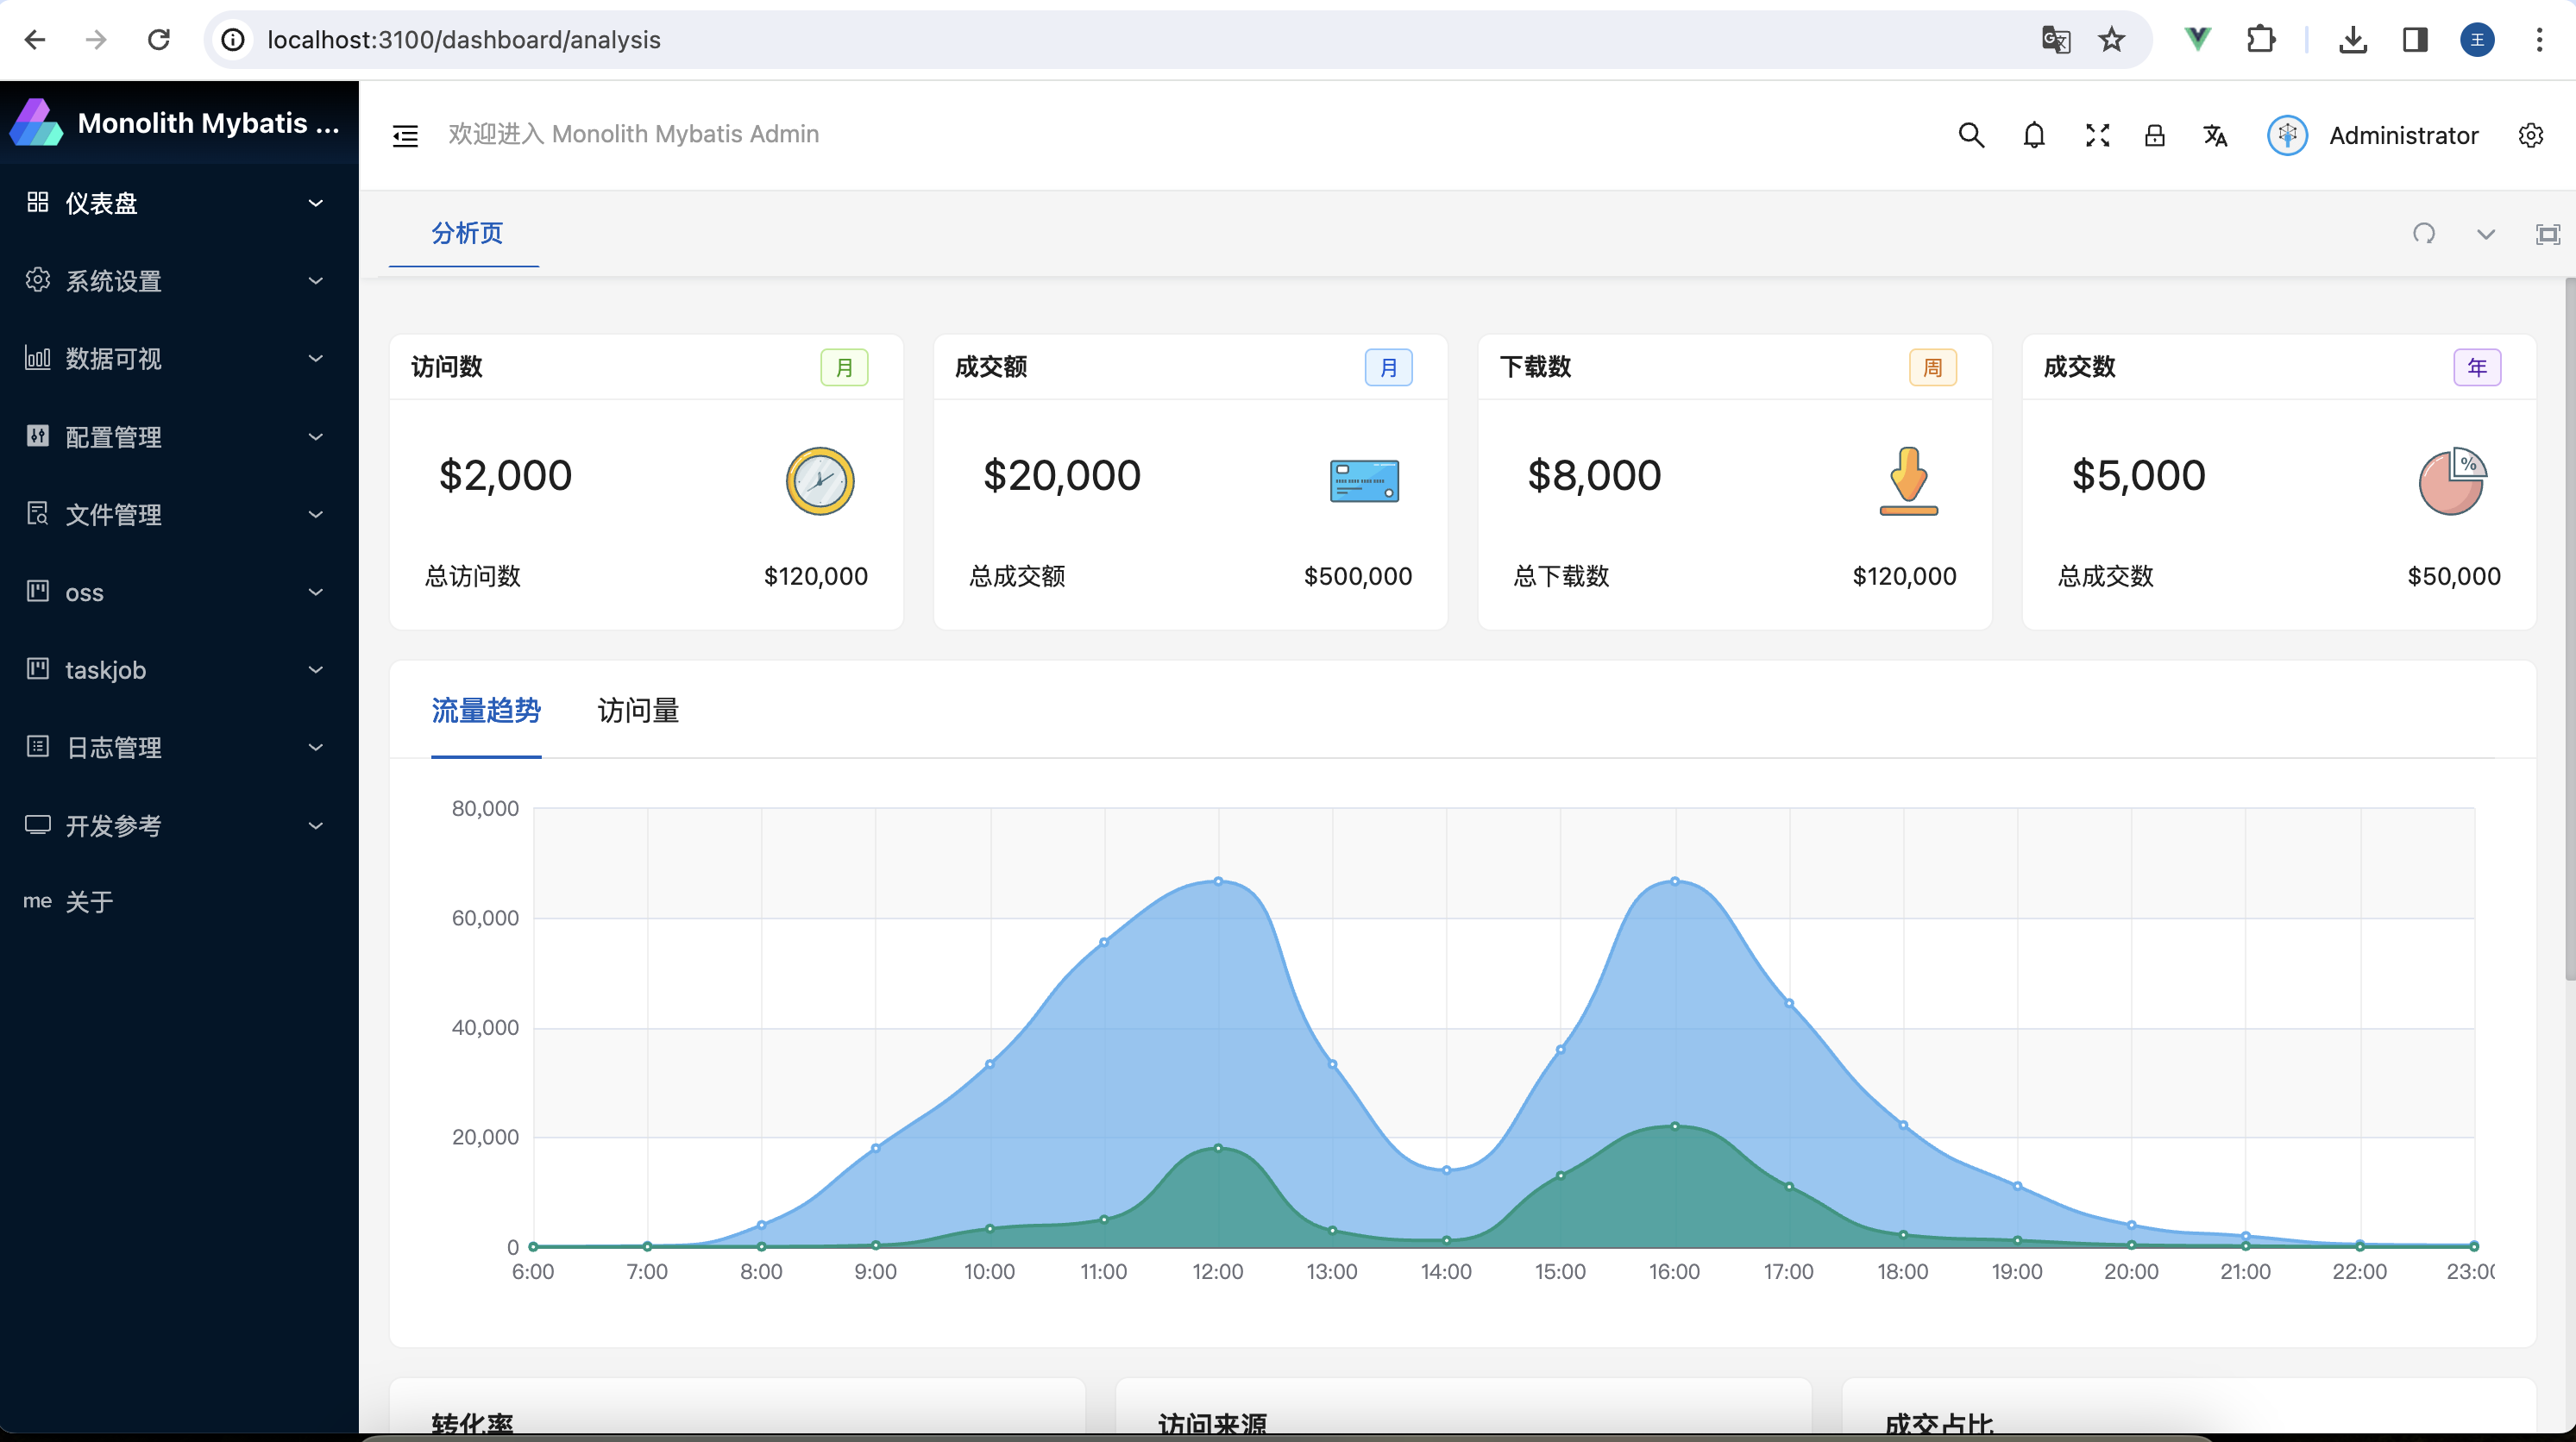 localhost:3100/dashboard/analysis
王
Monolith Mybatis ...
欢迎进入 Monolith Mybatis Admin
Administrator
仪表盘
系统设置
数据可视
配置管理
文件管理
oss
taskjob
日志管理
开发参考
me 关于
分析页
访问数 月
$2,000
总访问数 $120,000
成交额 月
$20,000
总成交额 $500,000
下载数 周
$8,000
总下载数 $120,000
成交数 年
$5,000
%
总成交数 $50,000
流量趋势 访问量
80,000
60,000
40,000
20,000
0
6:00 7:00 8:00 9:00 10:00 11:00 12:00 13:00 14:00 15:00 16:00 17:00 18:00 19:00 20:00 21:00 22:00 23:00
转化率 访问来源 成交占比